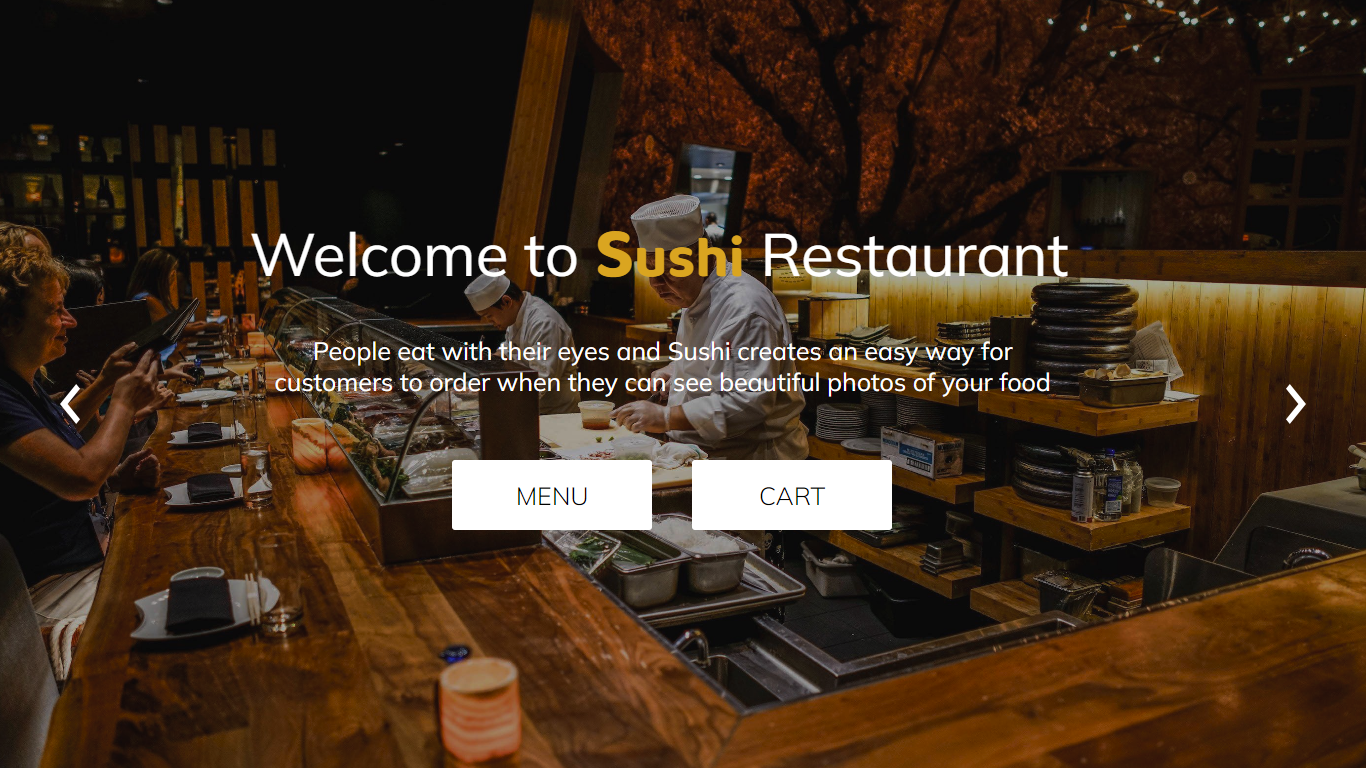 Welcome to Sushi Restaurant
People eat with their eyes and Sushi creates an easy way for
customers to order when they can see beautiful photos of your food
MENU
CART